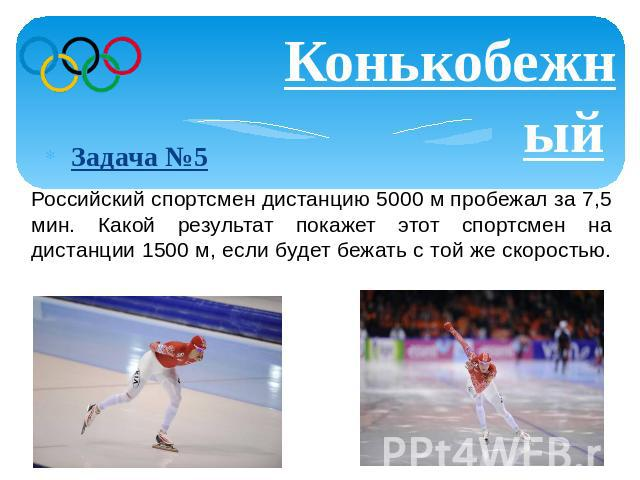 Конькобежн
ый
Задача №5
Российский спортсмен дистанцию 5000 м пробежал за 7,5
мин. Какой результат покажет этот спортсмен на
дистанции 1500 м, если будет бежать с той же скоростью.
PPt4WEB.r